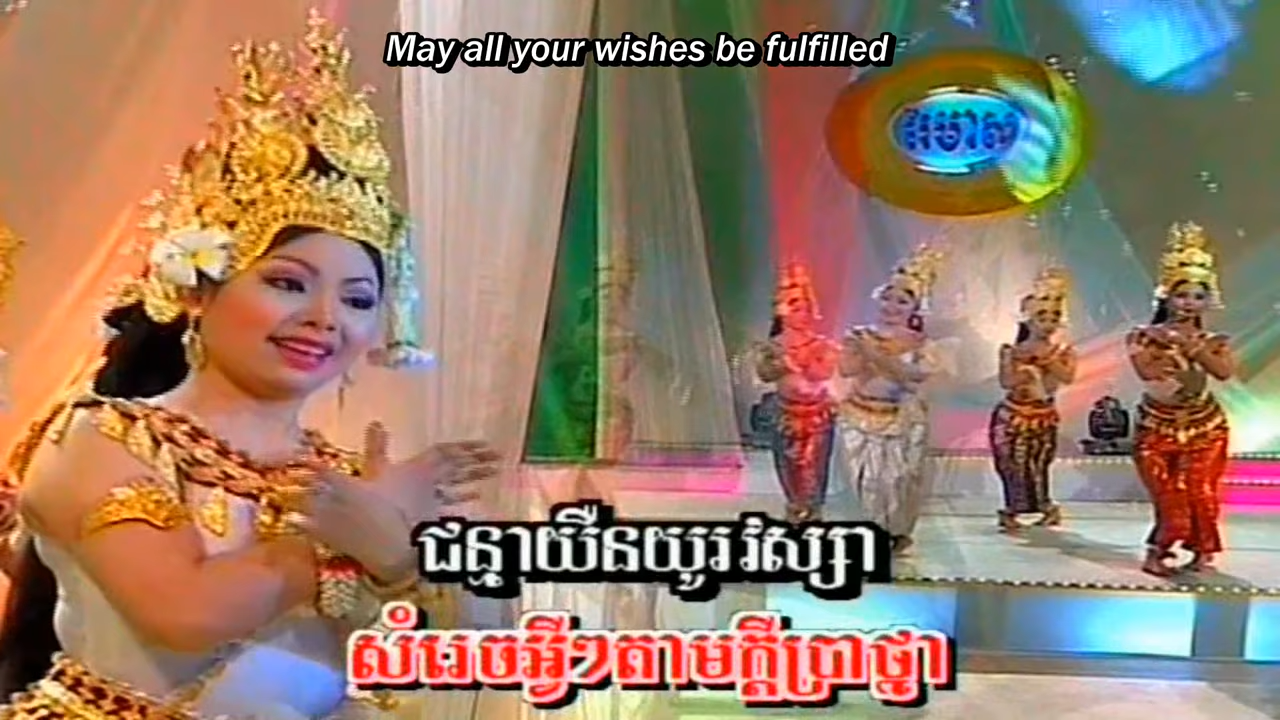 May all your wishes be fulfilled
ជន្មាយឺនយូរវស្សា
សំរេចអ្វីៗតាមក្ដីប្រាថ្នា